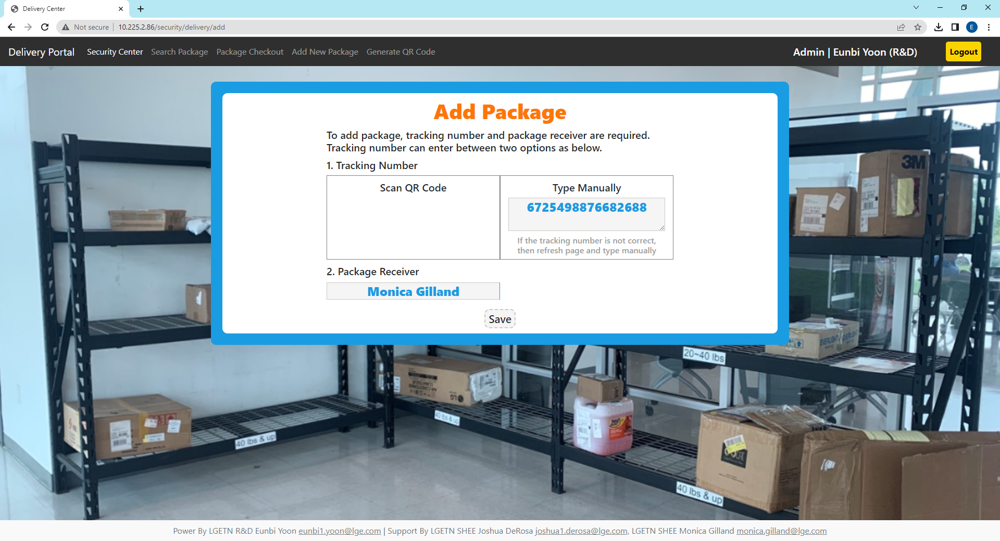 Delivery Center
Not secure
10.225.2.86/security/delivery/add
E
Delivery Portal
Security Center
Search Package
Package Checkout
Add New Package
Generate QR Code
Admin | Eunbi Yoon (R&D)
Logout
Add Package
To add package, tracking number and package receiver are required.
Tracking number can enter between two options as below.
1. Tracking Number
Scan QR Code
Type Manually
6725498876682688
If the tracking number is not correct,
then refresh page and type manually
2. Package Receiver
Monica Gilland
Save
3M
20~40 lbs
EVERLIGHT
AIR CONDITIONER
LG
40 lbs & up
zep
40 lbs & up
40 lbs & up
Power By LGETN R&D Eunbi Yoon eunbi1.yoon@lge.com | Support By LGETN SHEE Joshua DeRosa joshua1.derosa@lge.com, LGETN SHEE Monica Gilland monica.gilland@lge.com